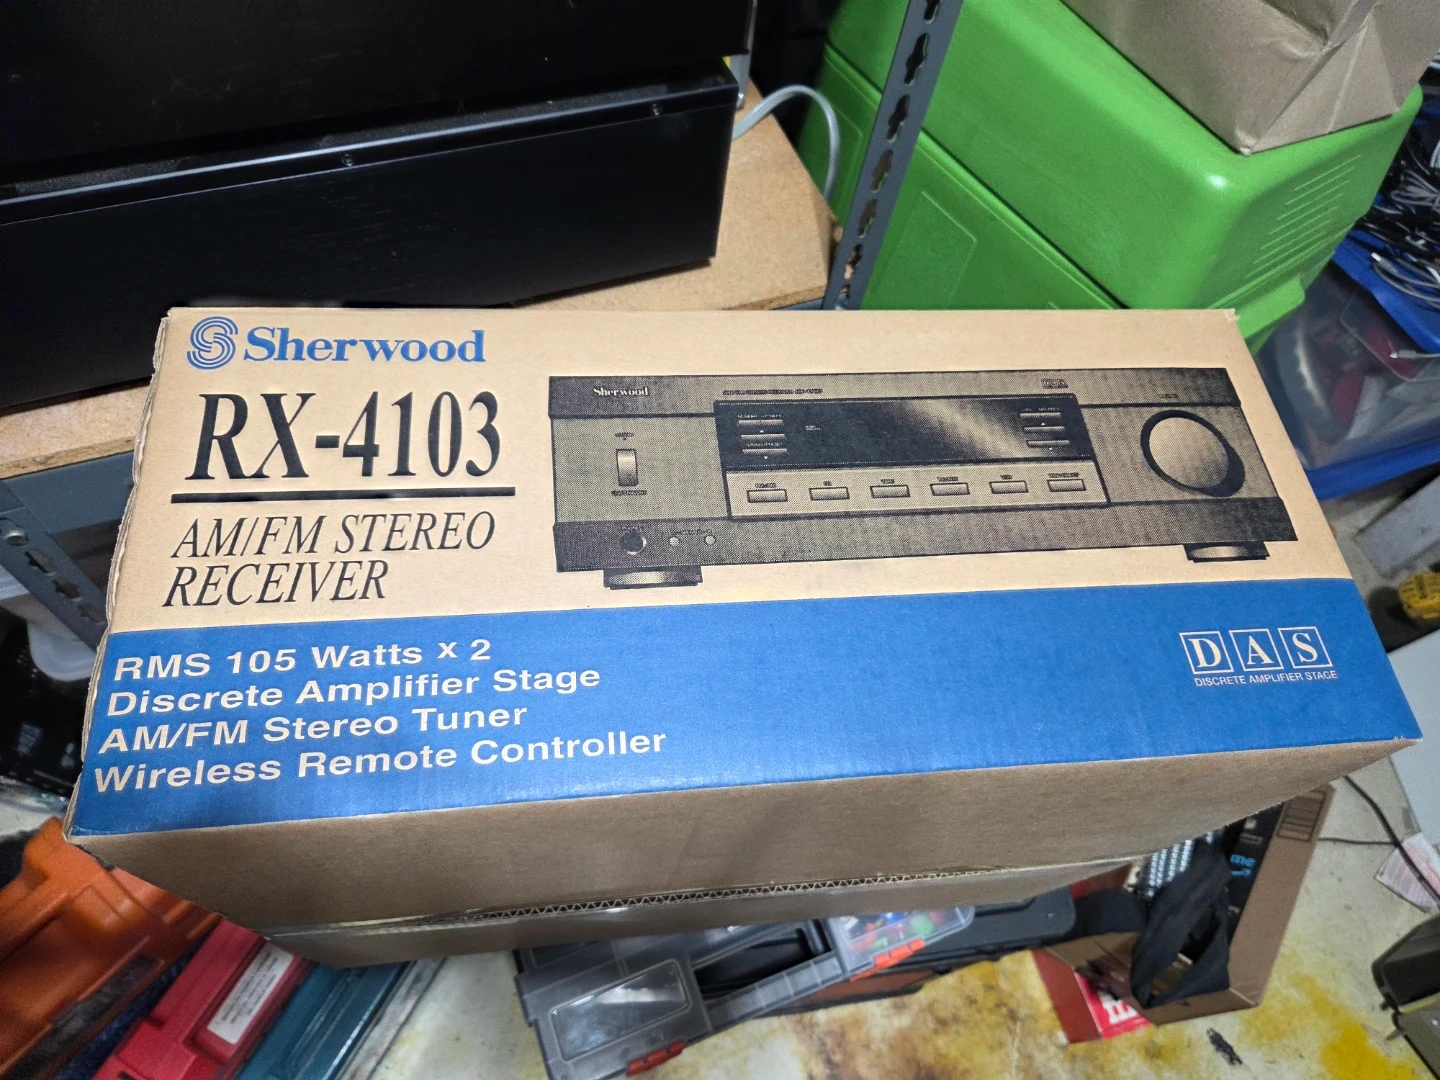 Sherwood
RX-4103
AM/FM STEREO
RECEIVER
Sherwood
RMS 105 Watts x 2
Discrete Amplifier Stage
AM/FM Stereo Tuner
Wireless Remote Controller
DAS
DISCRETE AMPLIFIER STAGE